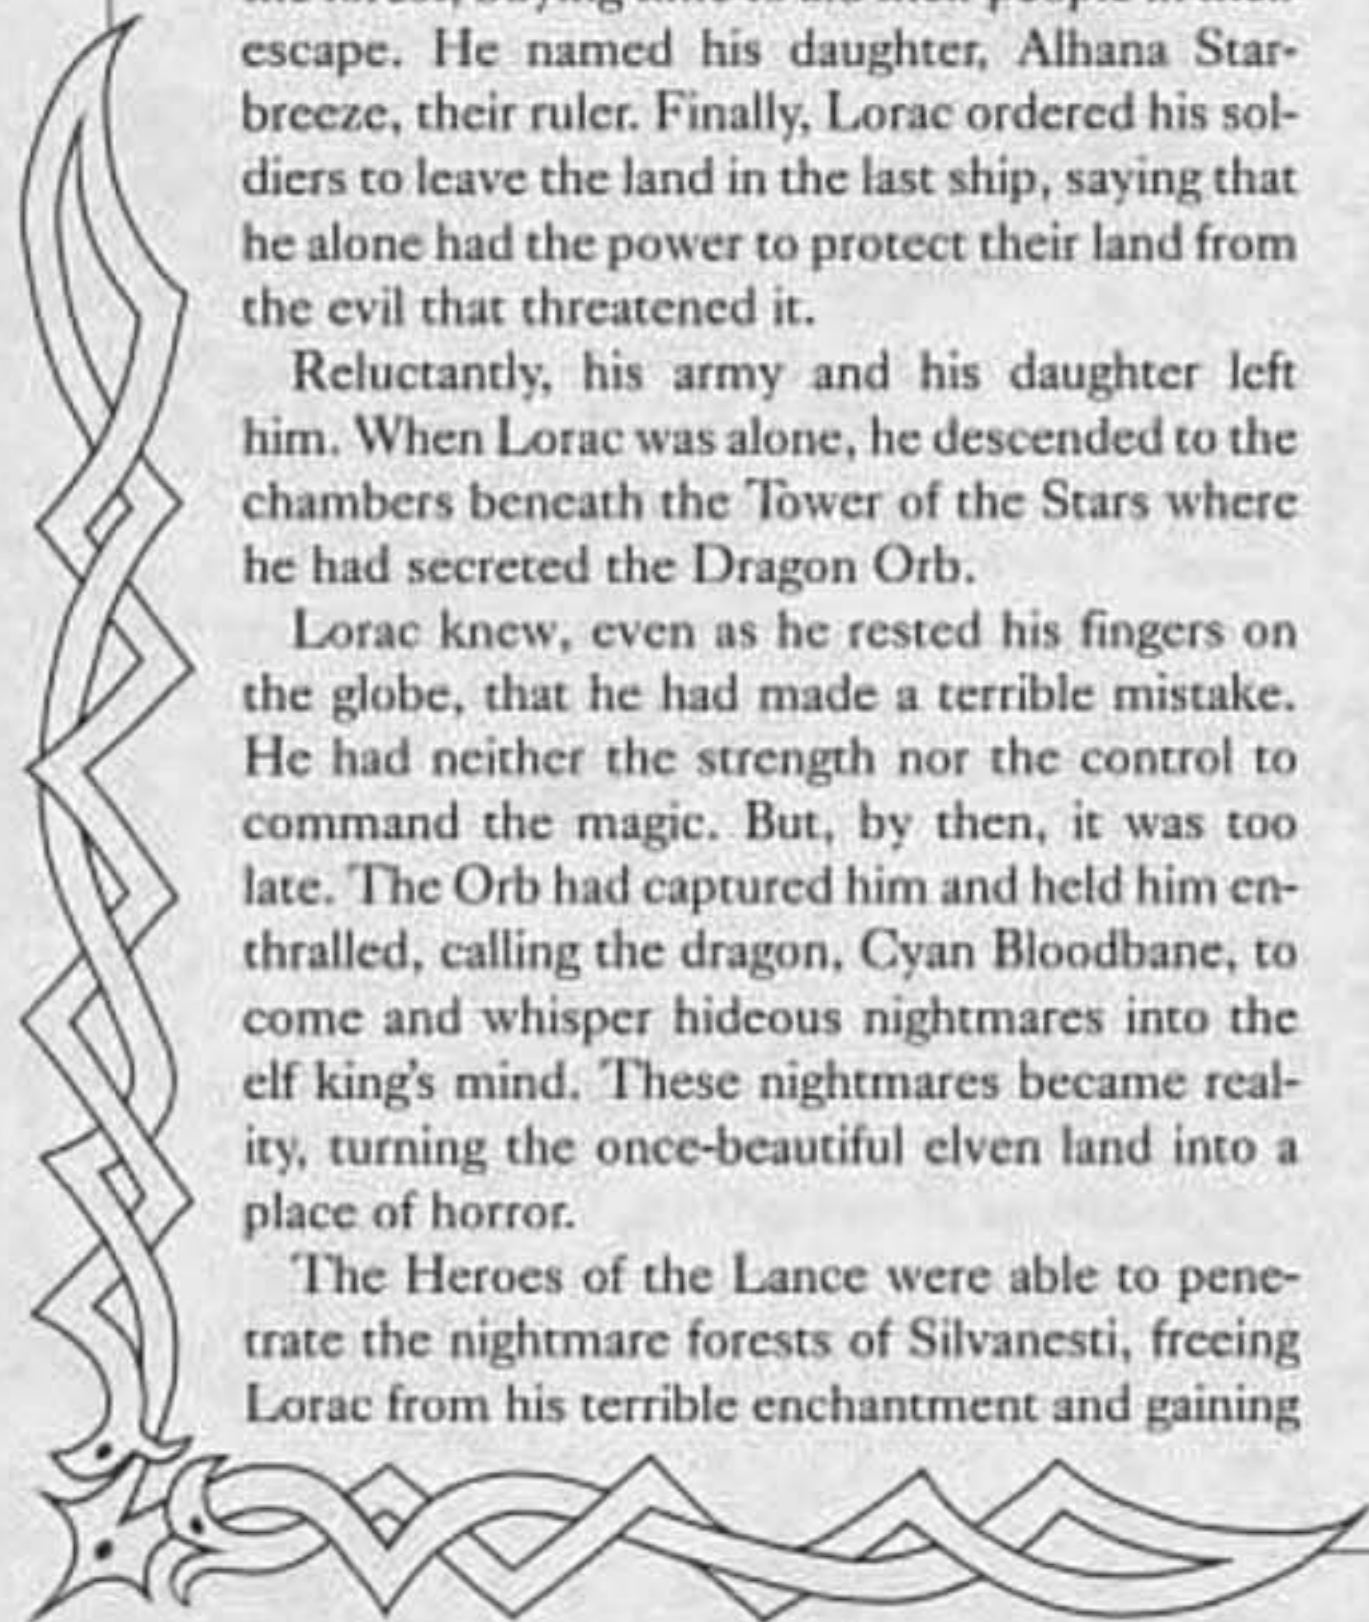 escape. He named his daughter, Alhana Star-
breeze, their ruler. Finally, Lorac ordered his sol-
diers to leave the land in the last ship, saying that
he alone had the power to protect their land from
the evil that threatened it.
Reluctantly, his army and his daughter left
him. When Lorac was alone, he descended to the
chambers beneath the Tower of the Stars where
he had secreted the Dragon Orb.
Lorac knew, even as he rested his fingers on
the globe, that he had made a terrible mistake.
He had neither the strength nor the control to
command the magic. But, by then, it was too
late. The Orb had captured him and held him en-
thralled, calling the dragon, Cyan Bloodbane, to
come and whisper hideous nightmares into the
elf king's mind. These nightmares became real-
ity, turning the once-beautiful elven land into a
place of horror.
The Heroes of the Lance were able to pene-
trate the nightmare forests of Silvanesti, freeing
Lorac from his terrible enchantment and gaining